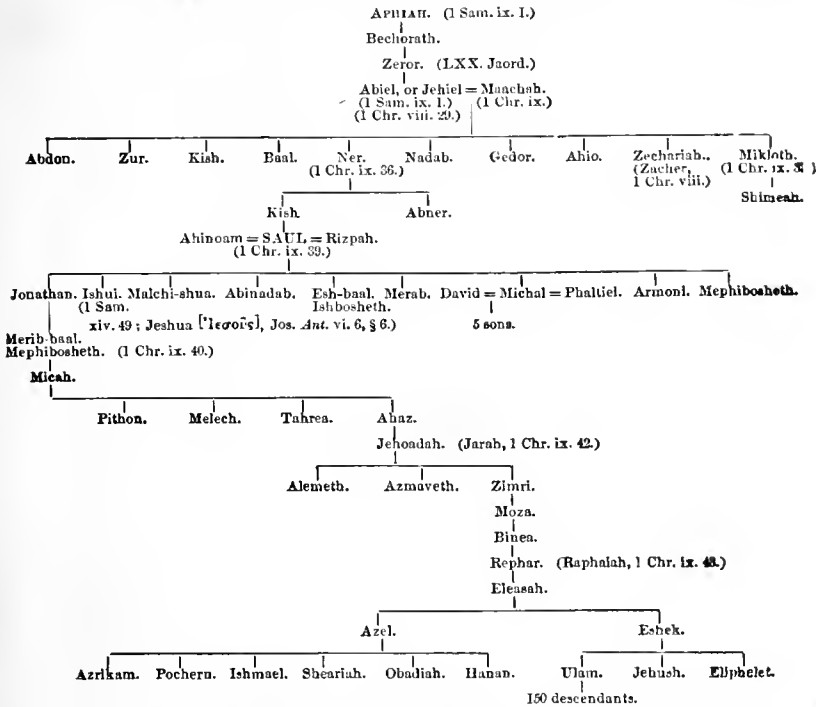 APHIAH. (1 Sam. ix. 1.)
Bechorath.
Zeror. (LXX. Jaord.)
Abiel, or Jehiel = Maachah.
(1 Sam. ix. 1.) (1 Chr. ix.)
(1 Chr. viii. 29.)
Abdon. Zur. Kish. Baal. Ner. Nadab. Gedor. Ahio. Zechariah., Mikloth.
(1 Chr. ix. 36.) (Zacher, (1 Chr. ix. 3 )
1 Chr. viii.) Shimeah.
Kish. Abner.
Ahinoam = SAUL = Rizpah.
(1 Chr. ix. 39.)
Jonathan. Ishui. Malchi-shua. Abinadab. Esh-baal. Merab. David = Michal = Phaltiel. Armoni. Mephibosheth.
(1 Sam. Ishbosheth.
xiv. 49 ; Jeshua [Ἰεσοῦς], Jos. Ant. vi. 6, § 6.) 5 sons.
Merib-baal.
Mephibosheth. (1 Chr. ix. 40.)
Micah.
Pithon. Melech. Tahrea. Ahaz.
Jehoadah. (Jarah, 1 Chr. ix. 42.)
Alemeth. Azmaveth. Zimri.
Moza.
Binea.
Rephar. (Raphaiah, 1 Chr. ix. 43.)
Eleasah.
Azel. Eshek.
Azrikam. Pochern. Ishmael. Sheariah. Obadiah. Hanan. Ulam. Jehush. Eliphelet.
150 descendants.